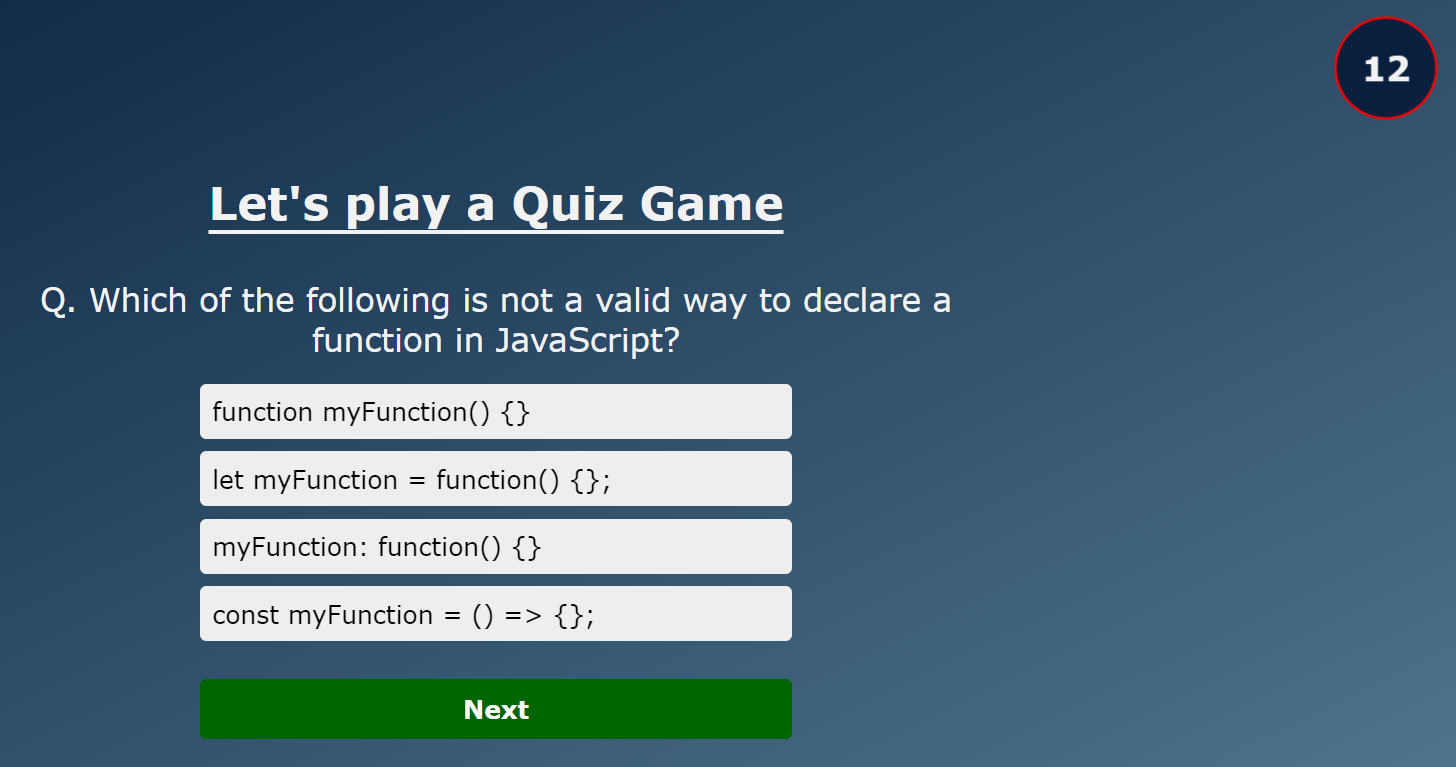 12
Let's play a Quiz Game
Q. Which of the following is not a valid way to declare a
function in JavaScript?
function myFunction() {}
let myFunction = function() {};
myFunction: function() {}
const myFunction = () => {};
Next